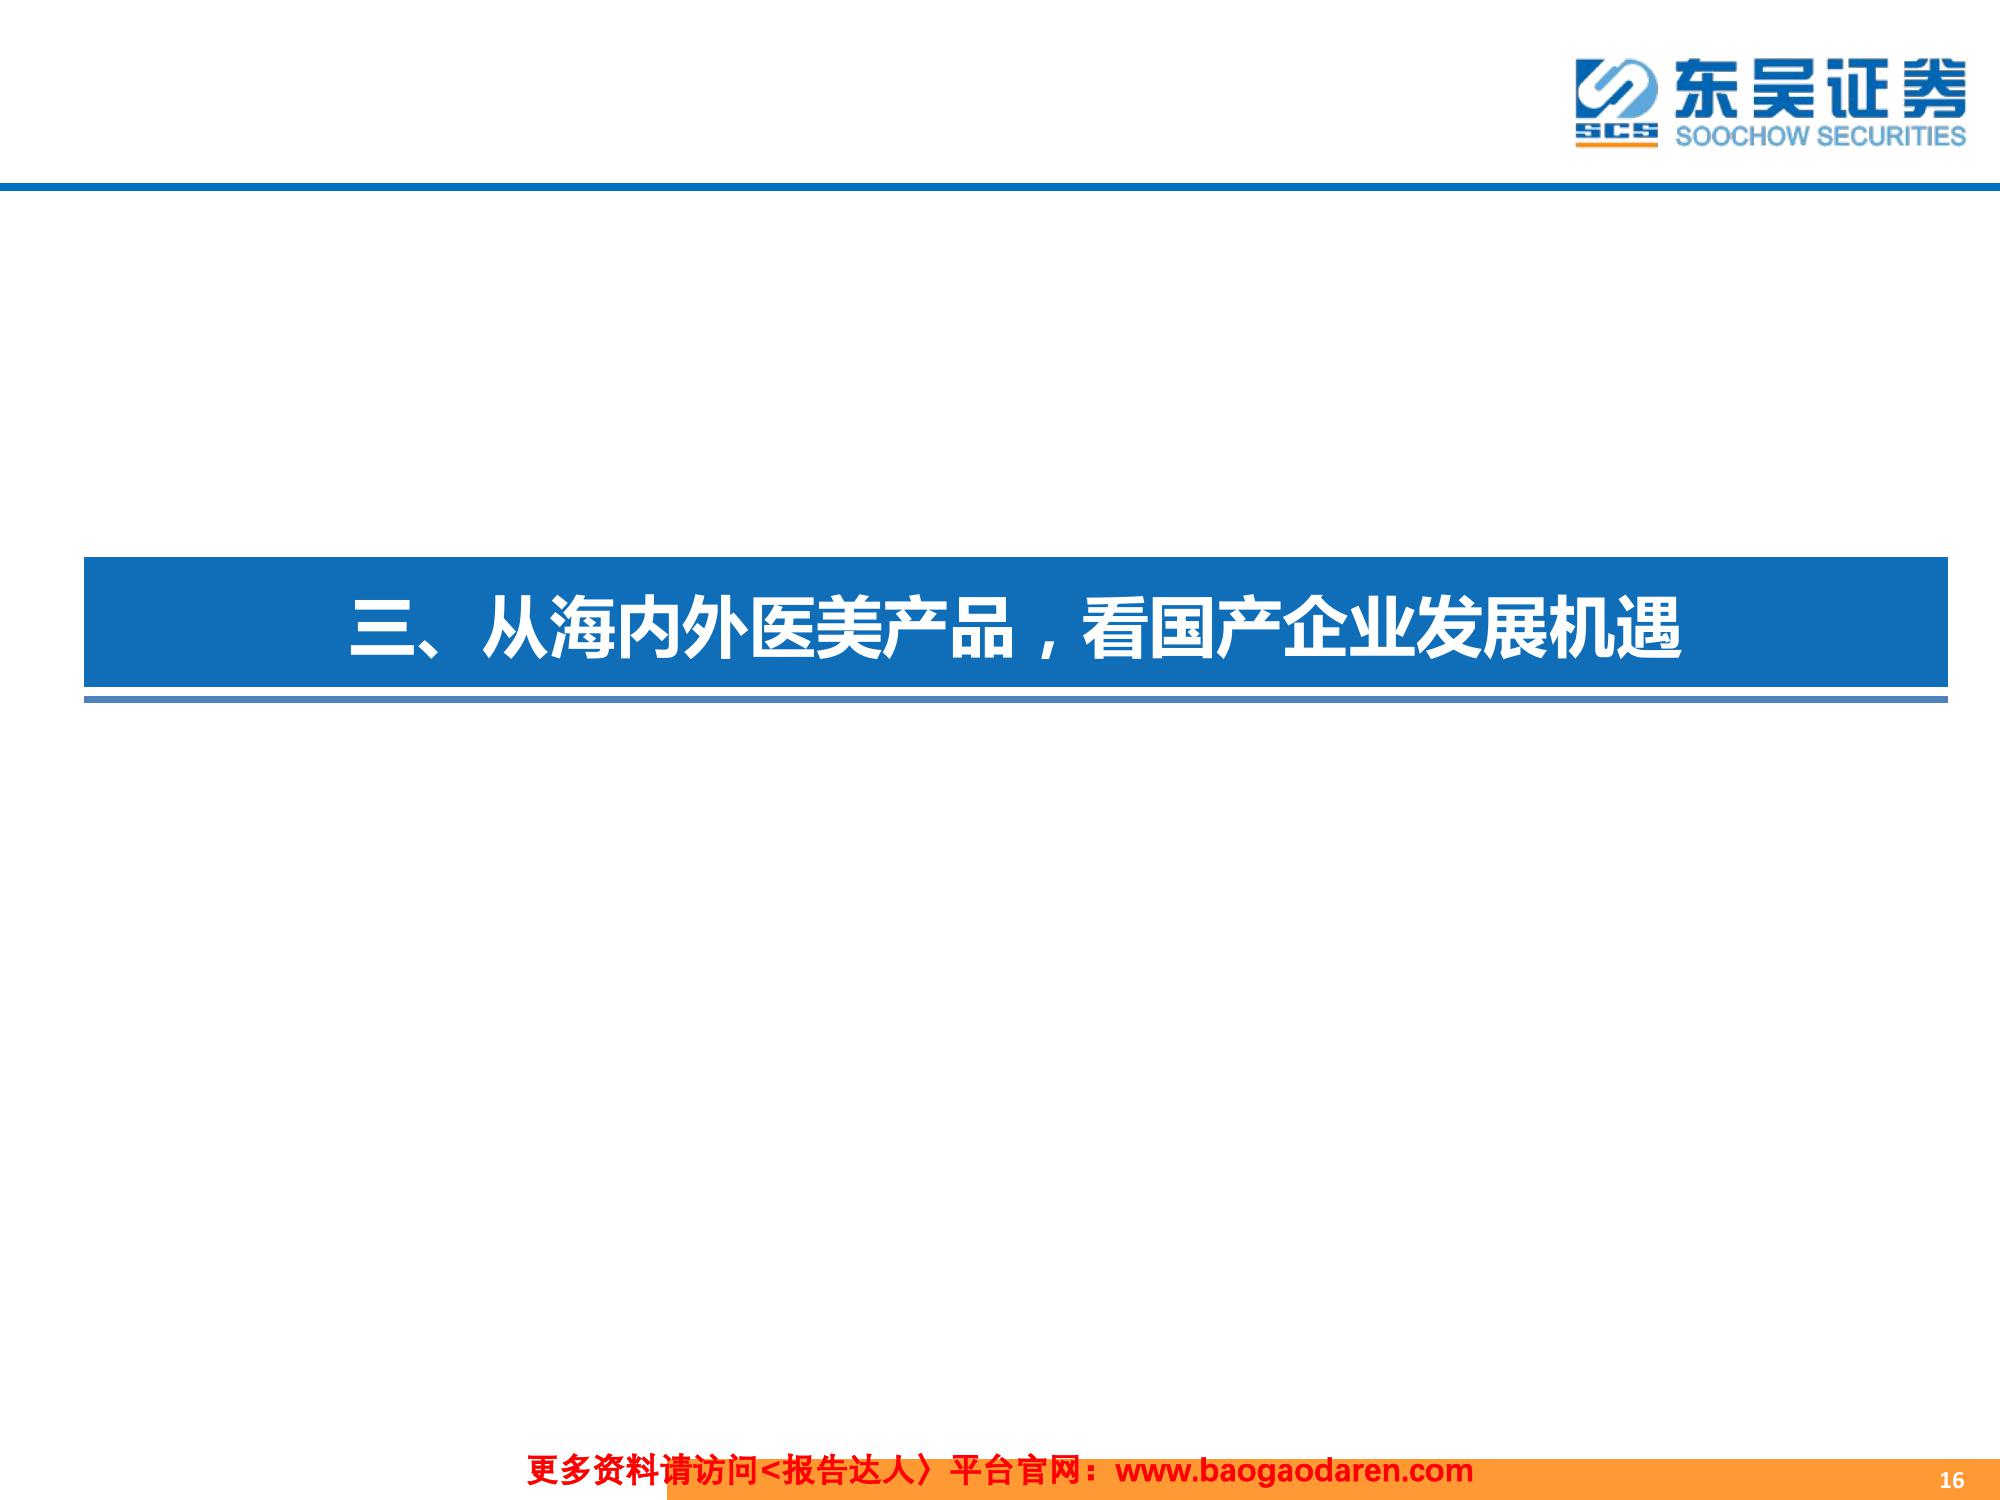 东吴证券
SCS
SOOCHOW SECURITIES
三、从海内外医美产品，看国产企业发展机遇
更多资料请访问<报告达人〉平台官网：www.baogaodaren.com
16